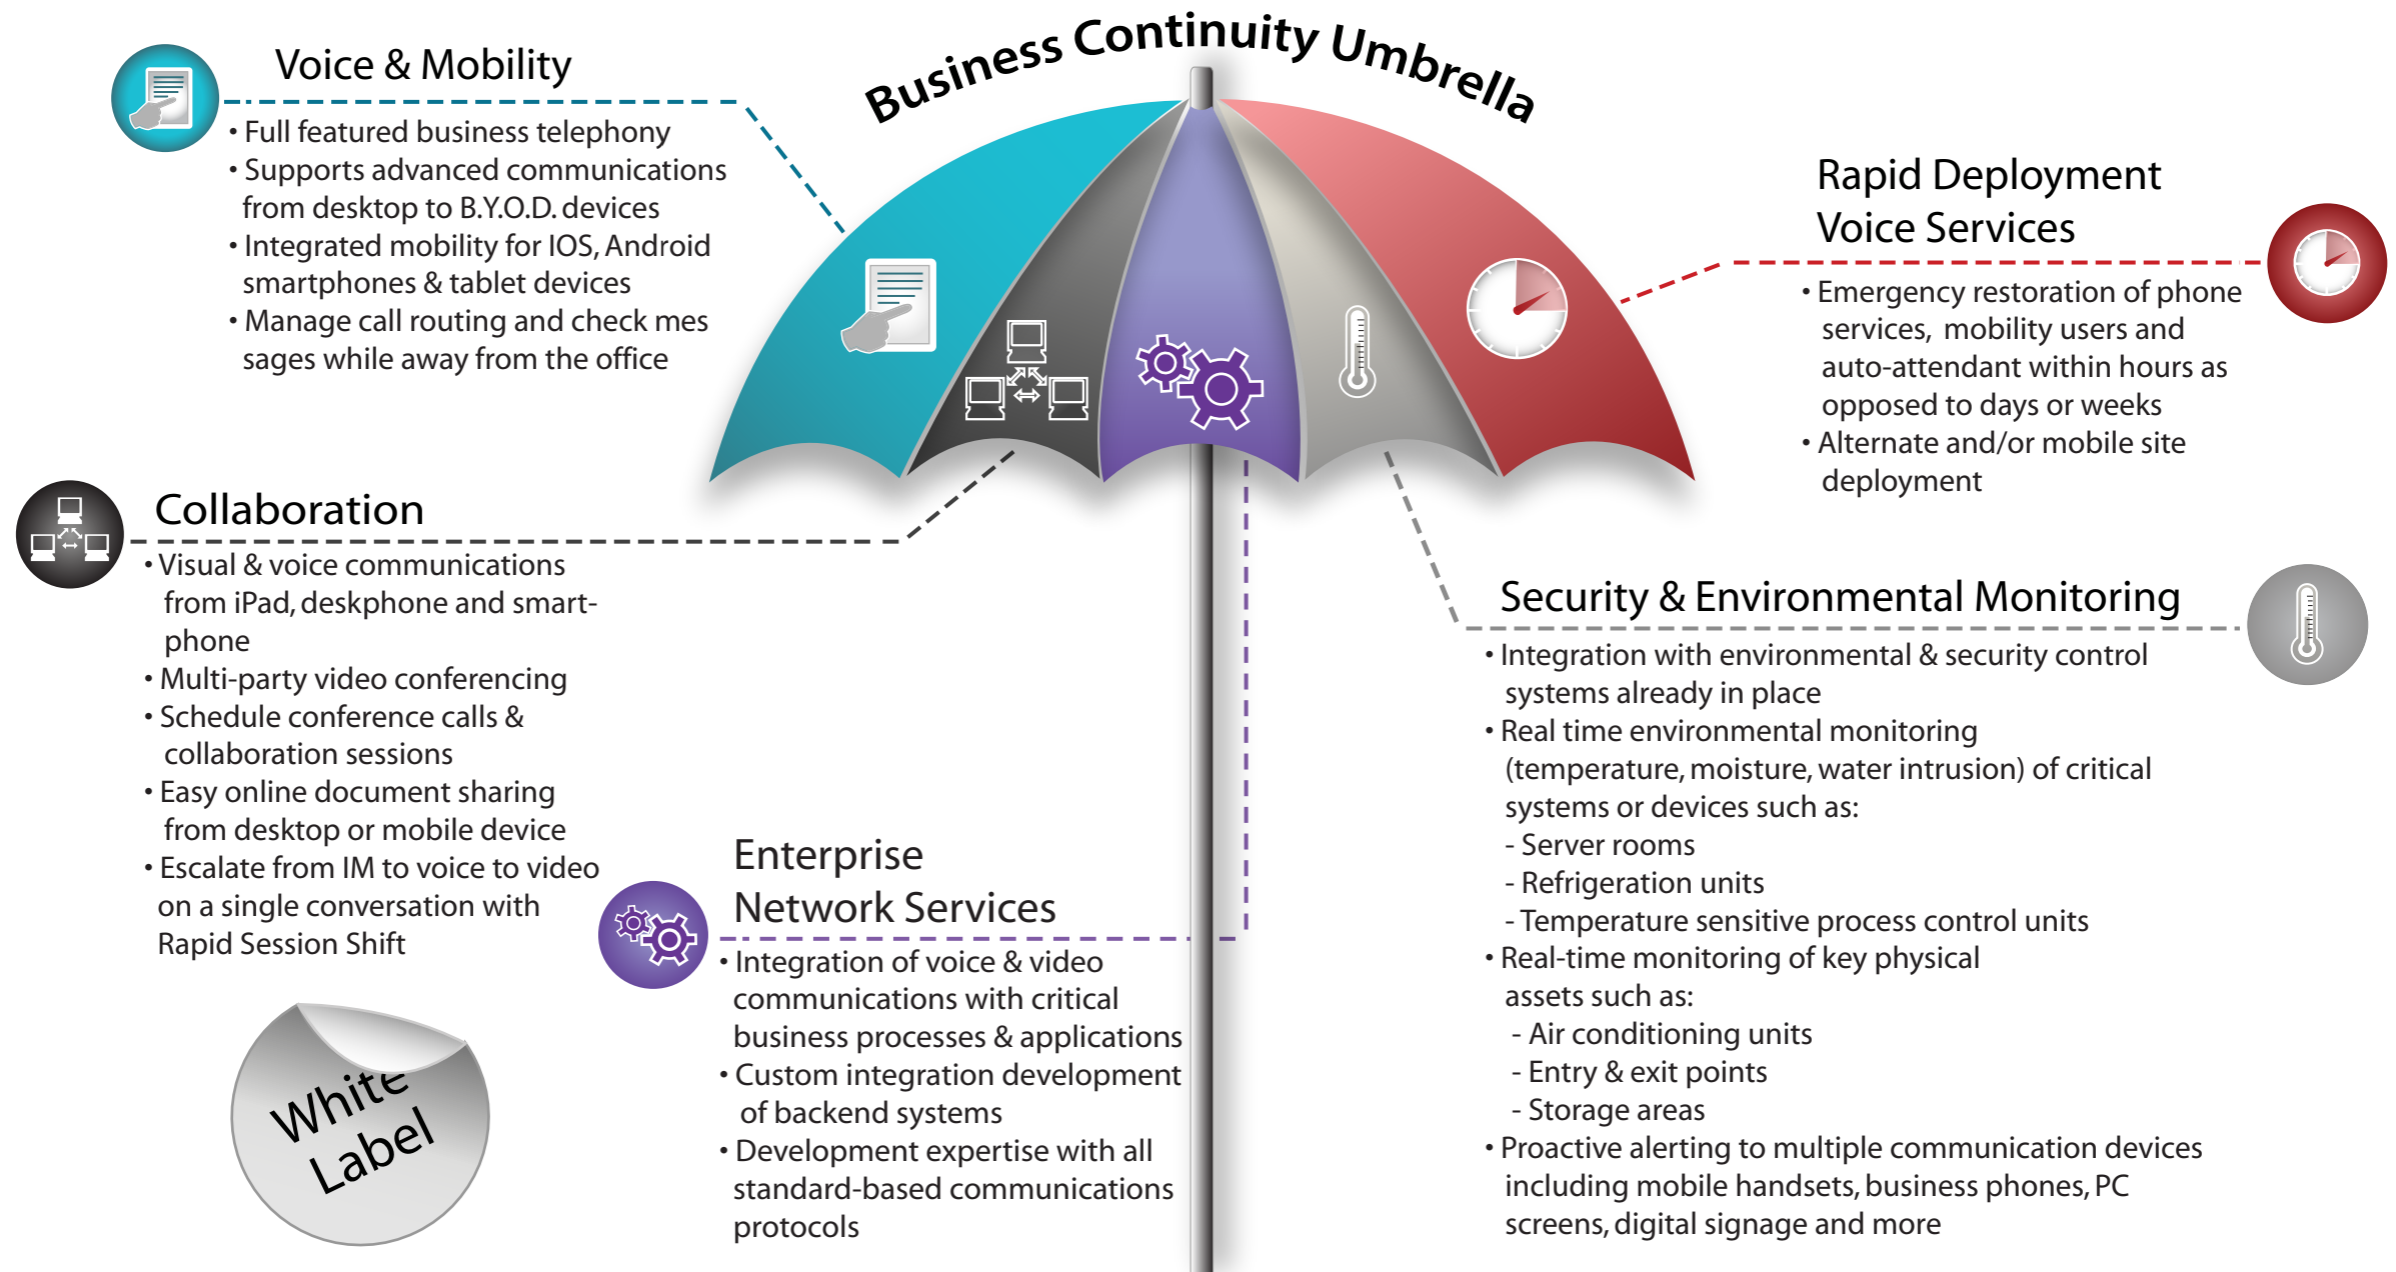 Business Continuity Umbrella
Voice & Mobility
• Full featured business telephony
• Supports advanced communications
from desktop to B.Y.O.D. devices
• Integrated mobility for IOS, Android
smartphones & tablet devices
• Manage call routing and check mes
sages while away from the office
Collaboration
• Visual & voice communications
from iPad, deskphone and smart-
phone
• Multi-party video conferencing
• Schedule conference calls &
collaboration sessions
• Easy online document sharing
from desktop or mobile device
• Escalate from IM to voice to video
on a single conversation with
Rapid Session Shift
White
Label
Enterprise
Network Services
• Integration of voice & video
communications with critical
business processes & applications
• Custom integration development
of backend systems
• Development expertise with all
standard-based communications
protocols
Rapid Deployment
Voice Services
• Emergency restoration of phone
services, mobility users and
auto-attendant within hours as
opposed to days or weeks
• Alternate and/or mobile site
deployment
Security & Environmental Monitoring
• Integration with environmental & security control
systems already in place
• Real time environmental monitoring
(temperature, moisture, water intrusion) of critical
systems or devices such as:
- Server rooms
- Refrigeration units
- Temperature sensitive process control units
• Real-time monitoring of key physical
assets such as:
- Air conditioning units
- Entry & exit points
- Storage areas
• Proactive alerting to multiple communication devices
including mobile handsets, business phones, PC
screens, digital signage and more